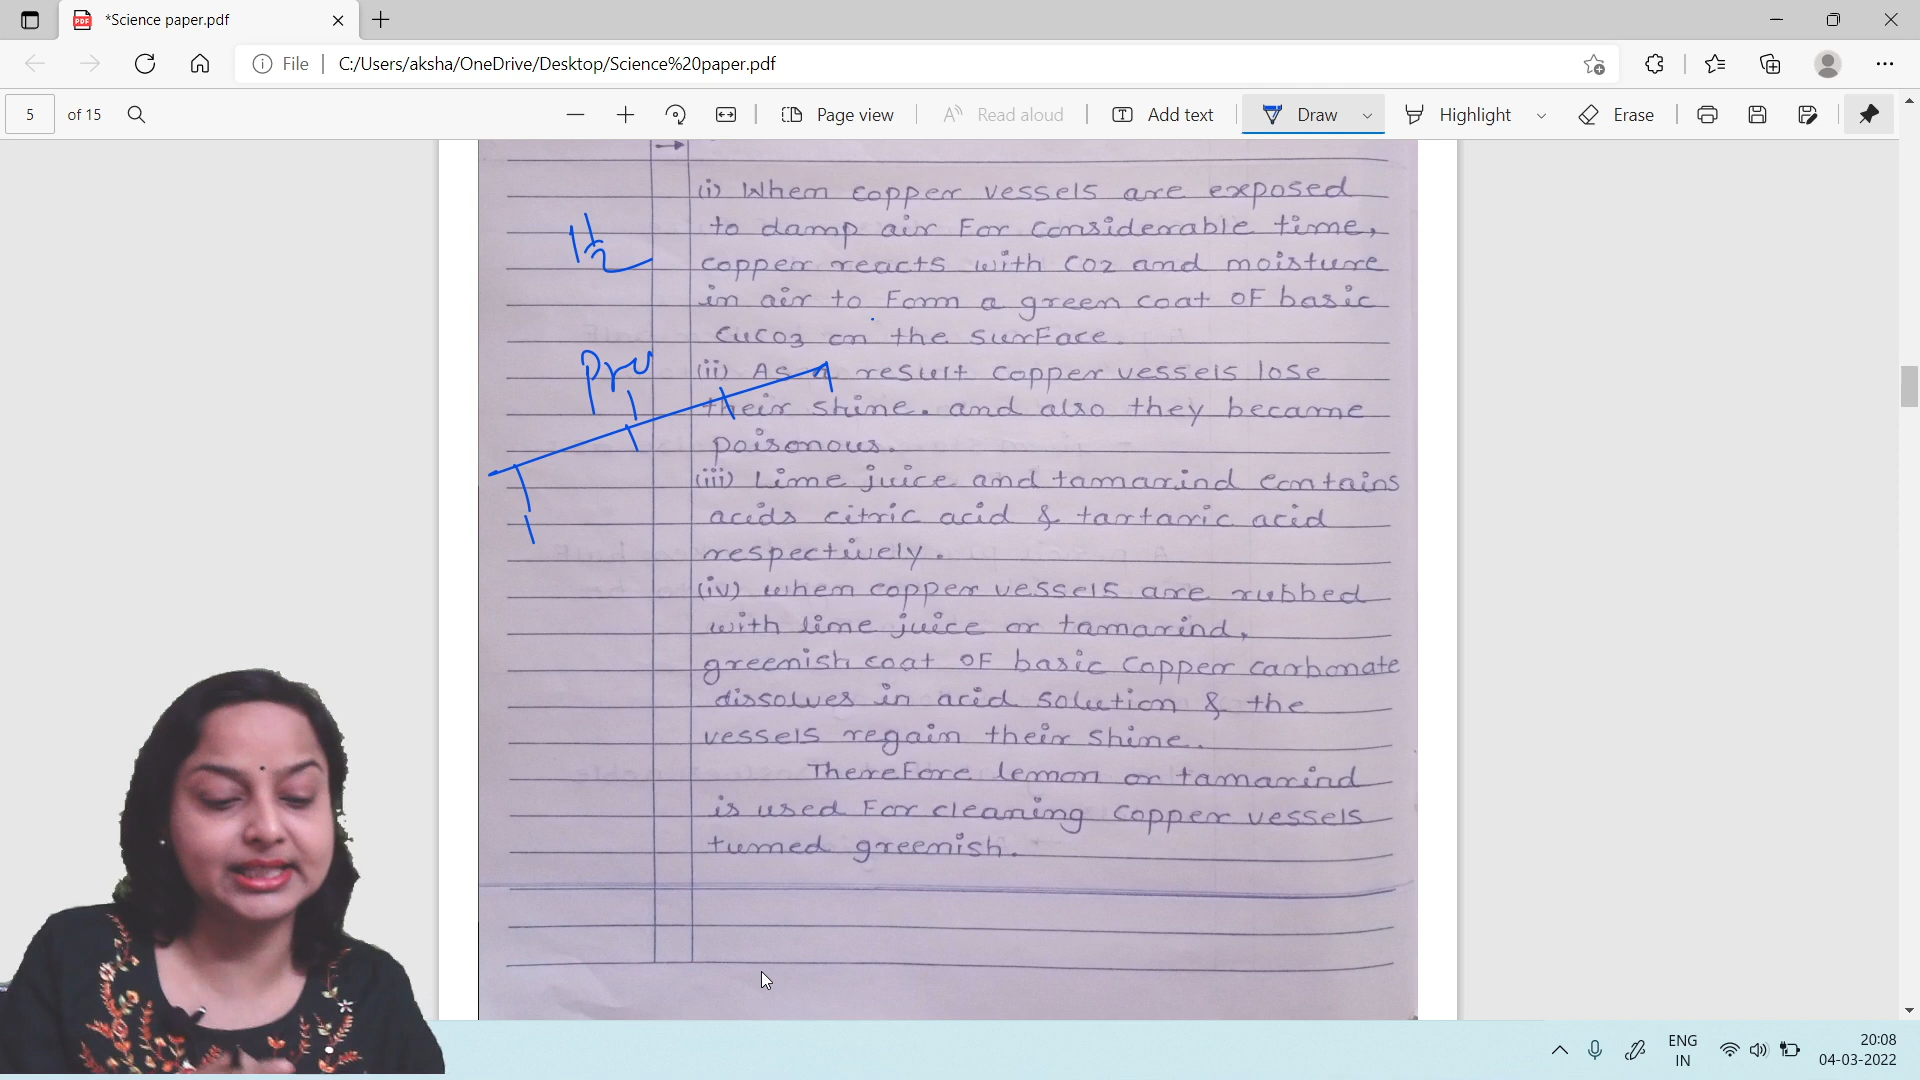 *Science paper.pdf
File
C:/Users/aksha/OneDrive/Desktop/Science%20paper.pdf
5 of 15
Page view
Read aloud
Add text
Draw
Highlight
Erase
(i) When copper vessels are exposed
to damp air For considerable time,
copper reacts with CO2 and moisture
in air to Form a green coat OF basic
CuCO3 on the surFace.
(ii) As a result copper vessels lose
their shine. and also they became
poisonous.
(iii) Lime juice and tamarind contains
acids citric acid & tartaric acid
respectively.
(iv) when copper vessels are rubbed
with lime juice or tamarind,
greenish coat OF basic Copper carbonate
dissolves in acid solution & the
vessels regain their shine.
ThereFore lemon or tamarind
is used For cleaning copper vessels
turned greenish.
1 1/2
ENG
IN
20:08
04-03-2022